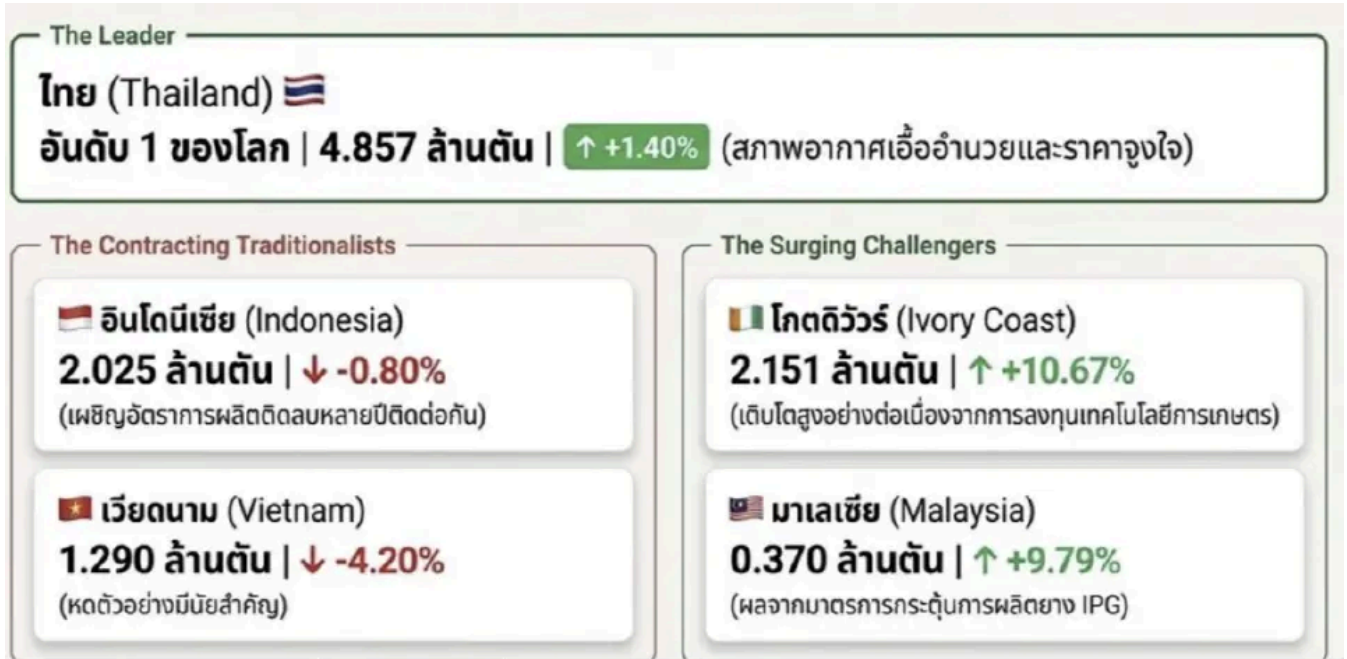 The Leader
ไทย (Thailand) 🇹🇭
อันดับ 1 ของโลก | 4.857 ล้านตัน | ↑ +1.40% (สภาพอากาศเอื้ออำนวยและราคาจูงใจ)
The Contracting Traditionalists
🇮🇩 อินโดนีเซีย (Indonesia)
2.025 ล้านตัน | ↓ -0.80%
(เผชิญอัตราการผลิตติดลบหลายปีติดต่อกัน)
🇻🇳 เวียดนาม (Vietnam)
1.290 ล้านตัน | ↓ -4.20%
(หดตัวอย่างมีนัยสำคัญ)
The Surging Challengers
🇨🇮 โกตดิวัวร์ (Ivory Coast)
2.151 ล้านตัน | ↑ +10.67%
(เติบโตสูงอย่างต่อเนื่องจากการลงทุนเทคโนโลยีการเกษตร)
🇲🇾 มาเลเซีย (Malaysia)
0.370 ล้านตัน | ↑ +9.79%
(ผลจากมาตรการกระตุ้นการผลิตยาง IPG)